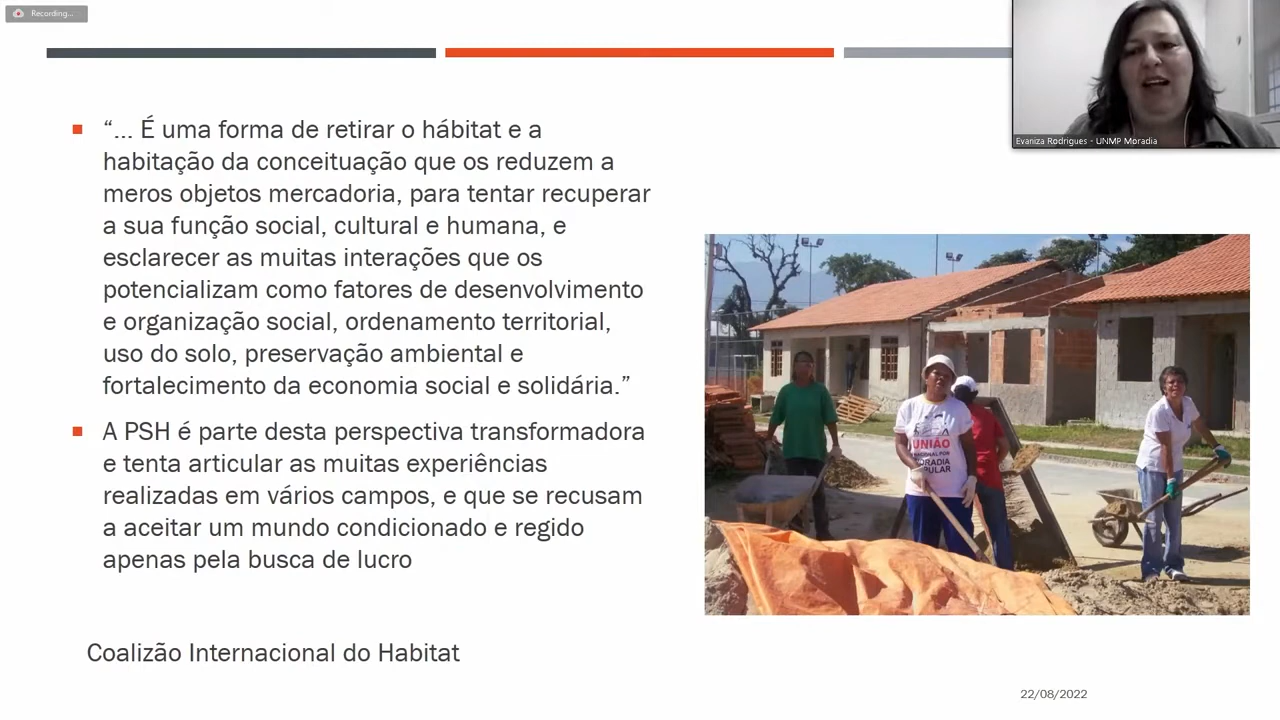 Recording...
Evaniza Rodrigues - UNMP Moradia
“... É uma forma de retirar o hábitat e a
habitação da conceituação que os reduzem a
meros objetos mercadoria, para tentar recuperar
a sua função social, cultural e humana, e
esclarecer as muitas interações que os
potencializam como fatores de desenvolvimento
e organização social, ordenamento territorial,
uso do solo, preservação ambiental e
fortalecimento da economia social e solidária.”
A PSH é parte desta perspectiva transformadora
e tenta articular as muitas experiências
realizadas em vários campos, e que se recusam
a aceitar um mundo condicionado e regido
apenas pela busca de lucro
UNIÃO
Coalizão Internacional do Habitat
22/08/2022